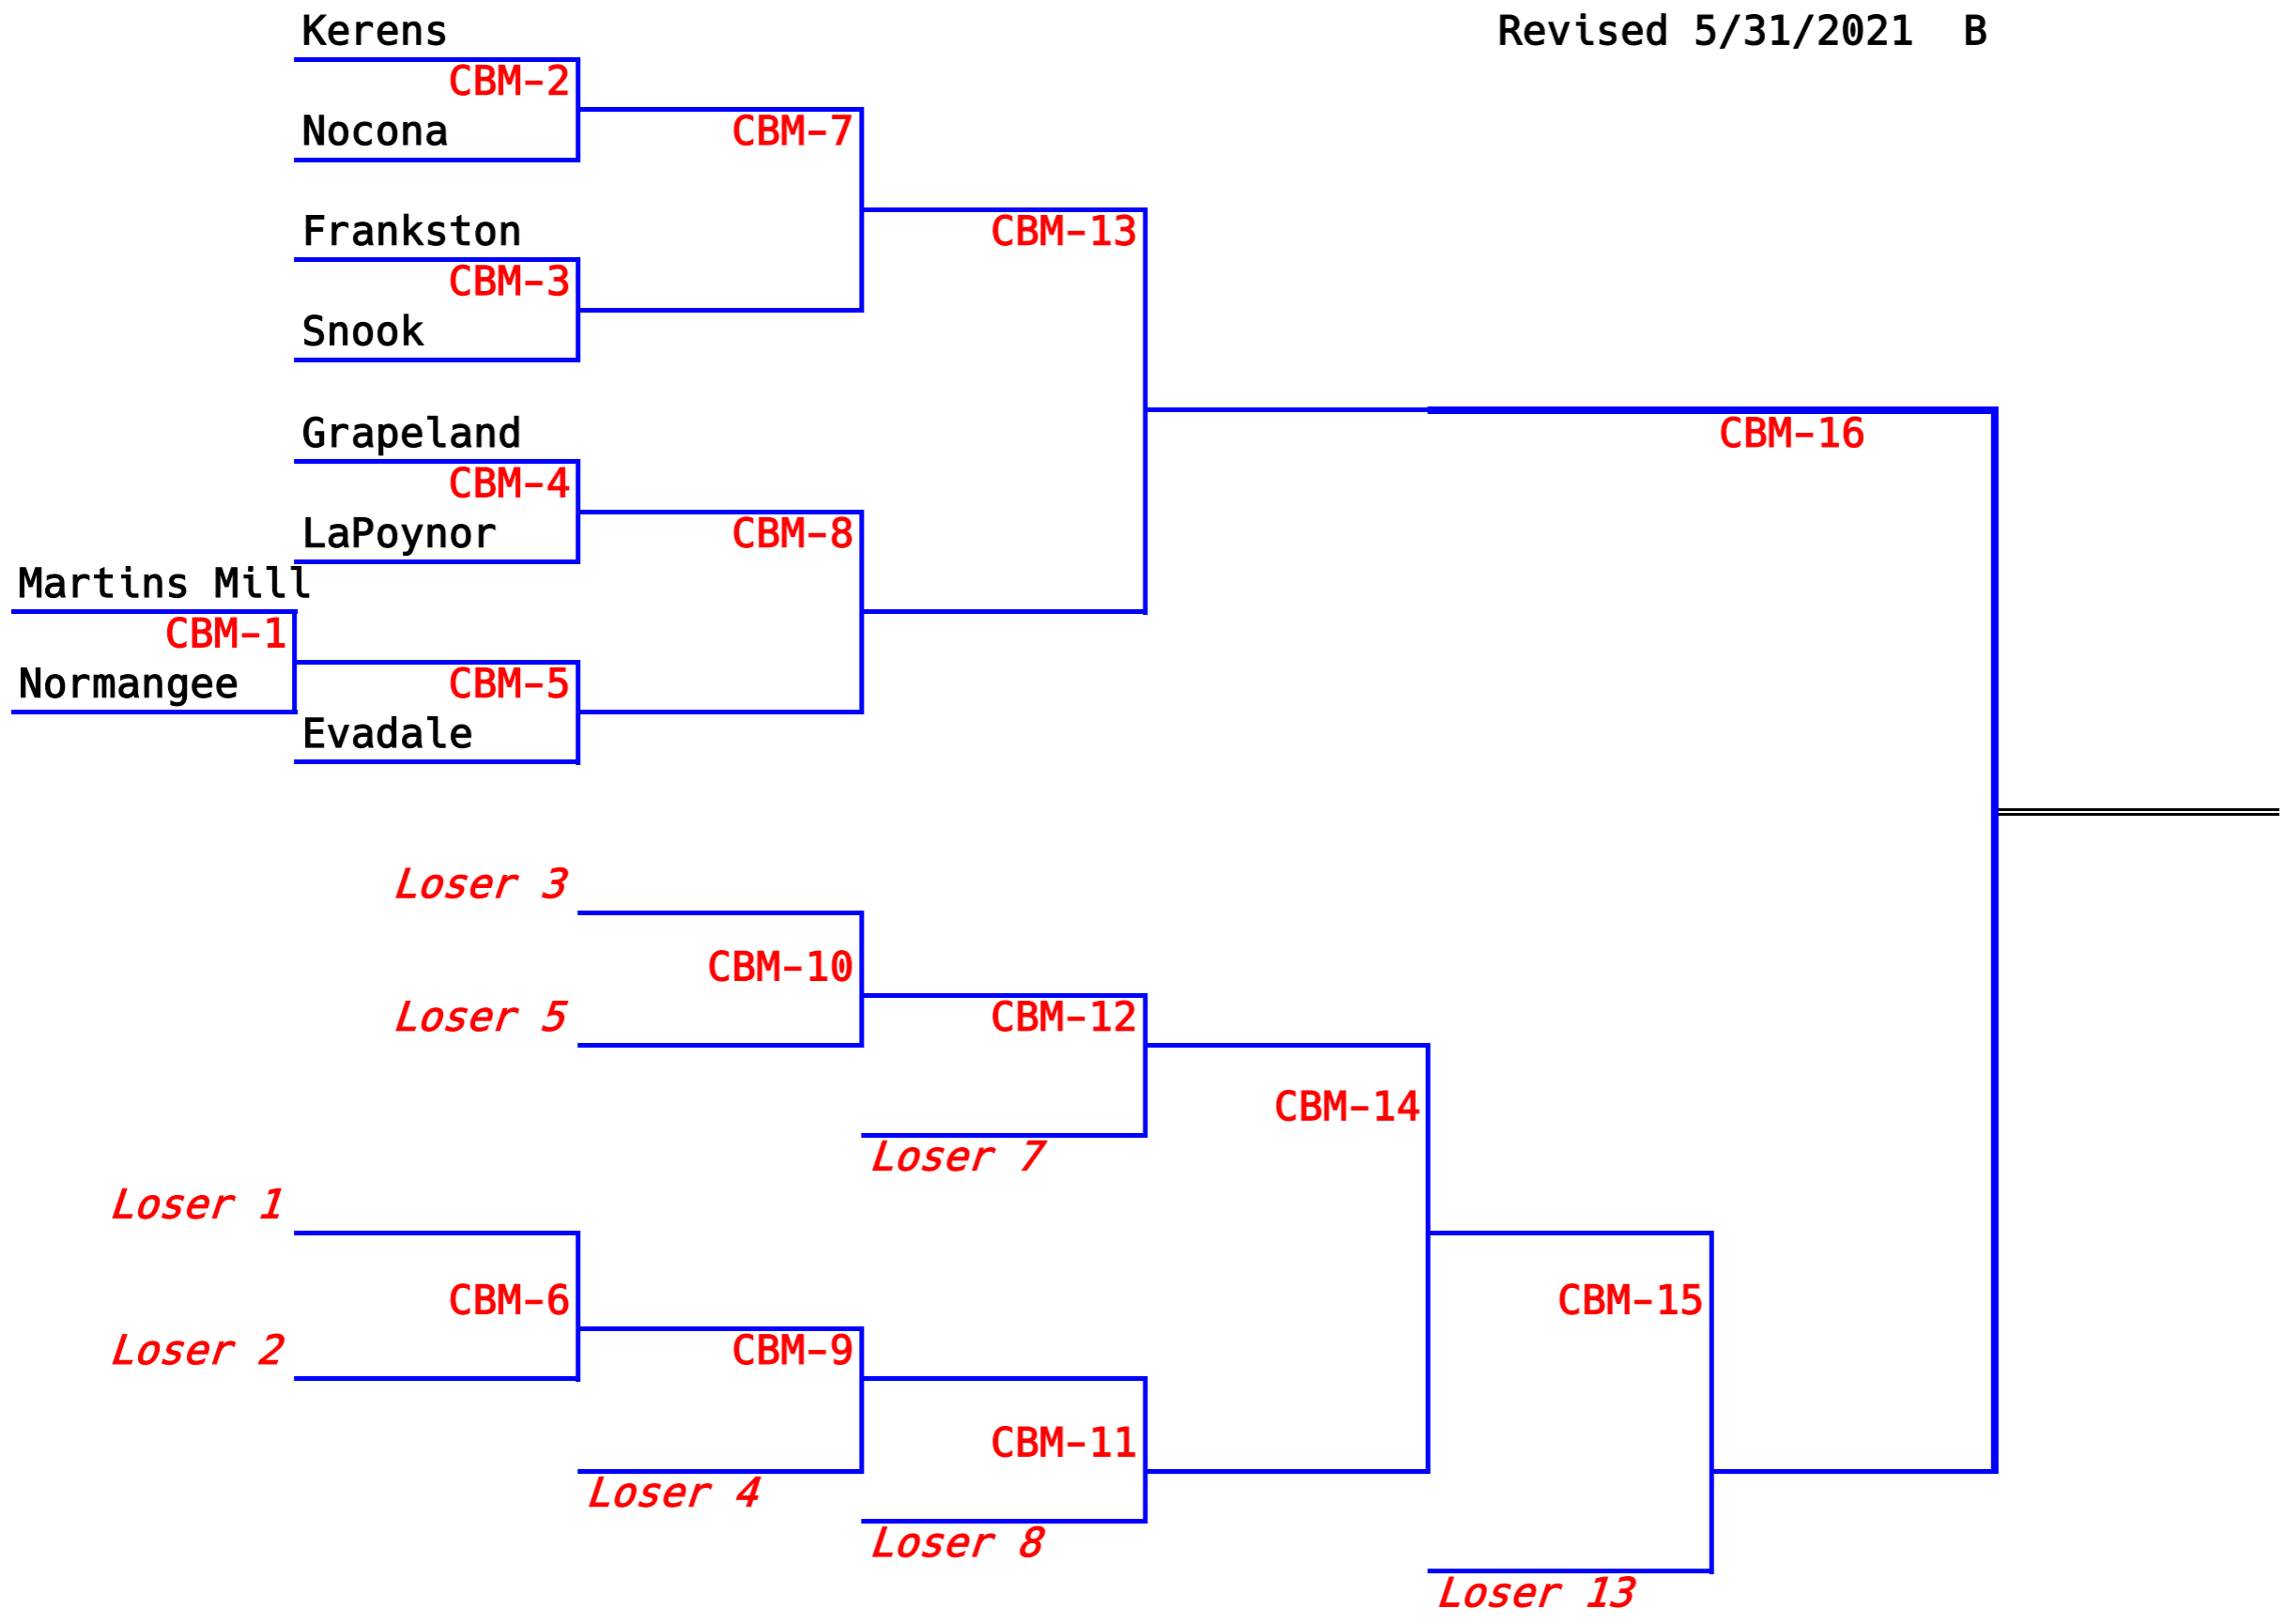 Kerens
Revised 5/31/2021 B
CBM-2
Nocona
CBM-7
Frankston
CBM-13
CBM-3
Snook
Grapeland
CBM-16
CBM-4
LaPoynor
CBM-8
Martins Mill
CBM-1
Normangee
CBM-5
Evadale
Loser 3
CBM-10
Loser 5
CBM-12
CBM-14
Loser 7
Loser 1
CBM-6
CBM-15
Loser 2
CBM-9
CBM-11
Loser 4
Loser 8
Loser 13